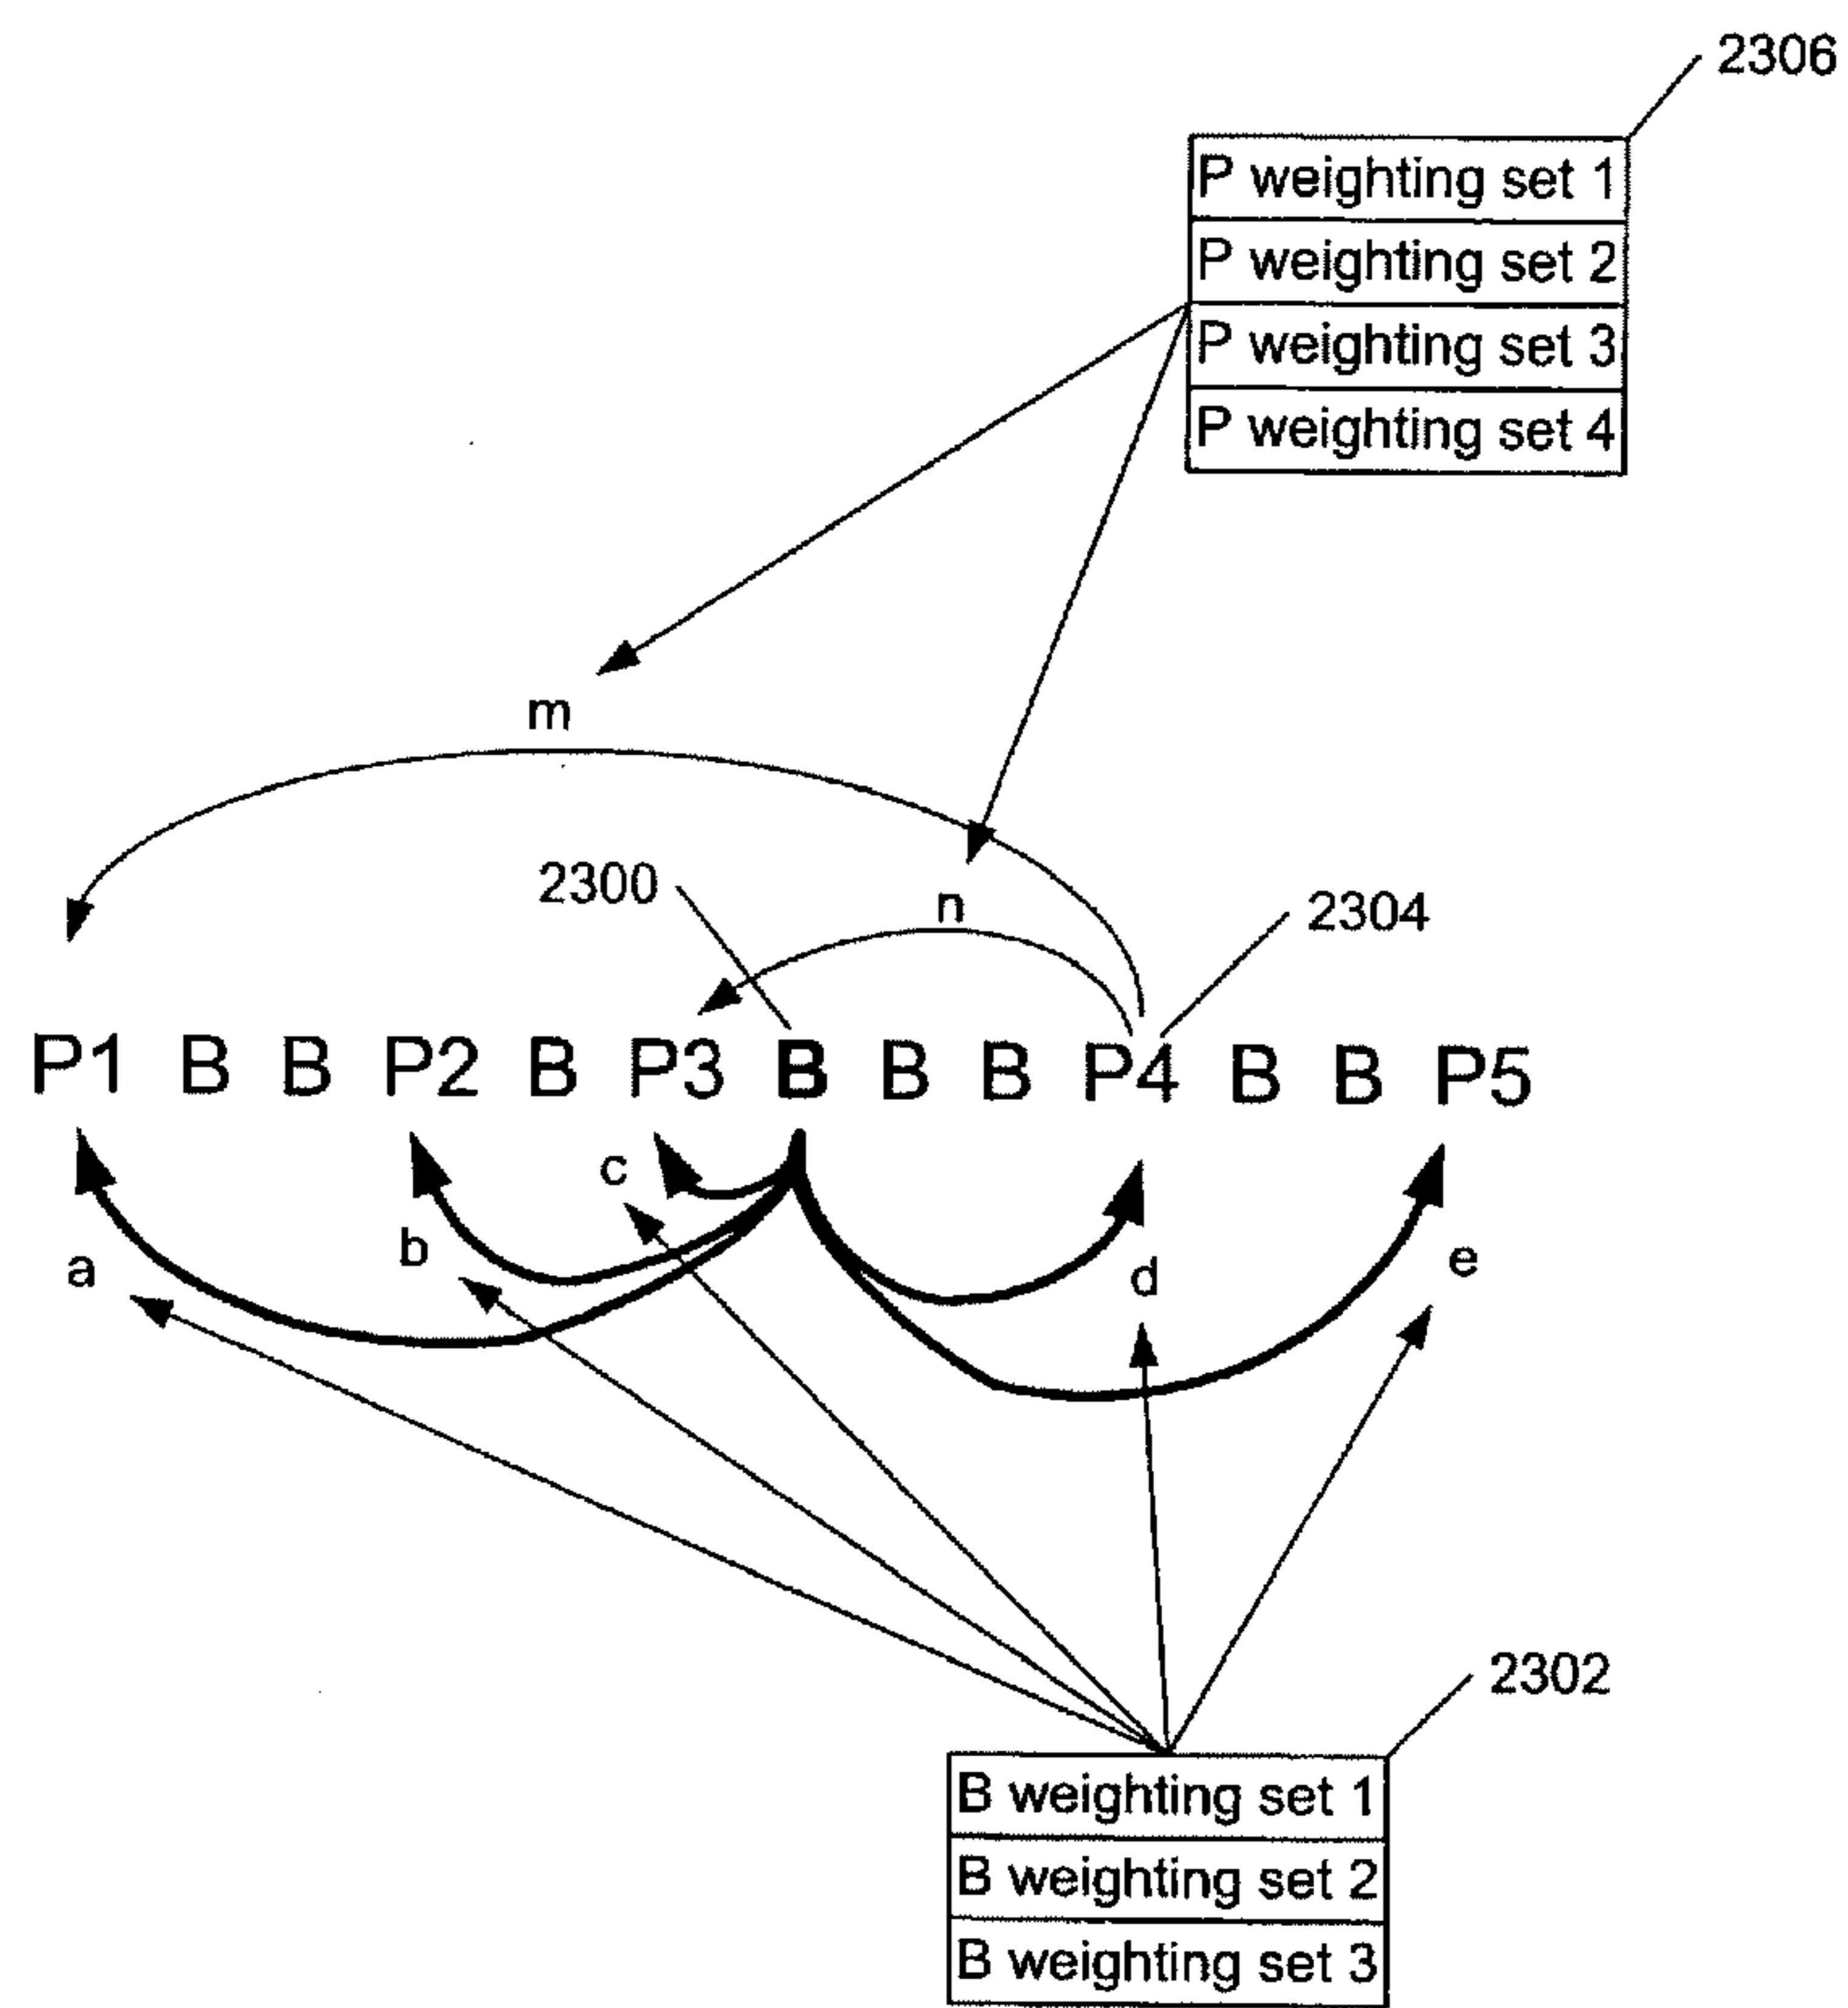 2306
P weighting set 1
P weighting set 2
P weighting set 3
P weighting set 4
m
2300
n
2304
P1 B B P2 B P3 B B B P4 B B P5
c
b
a
d
e
2302
B weighting set 1
B weighting set 2
B weighting set 3